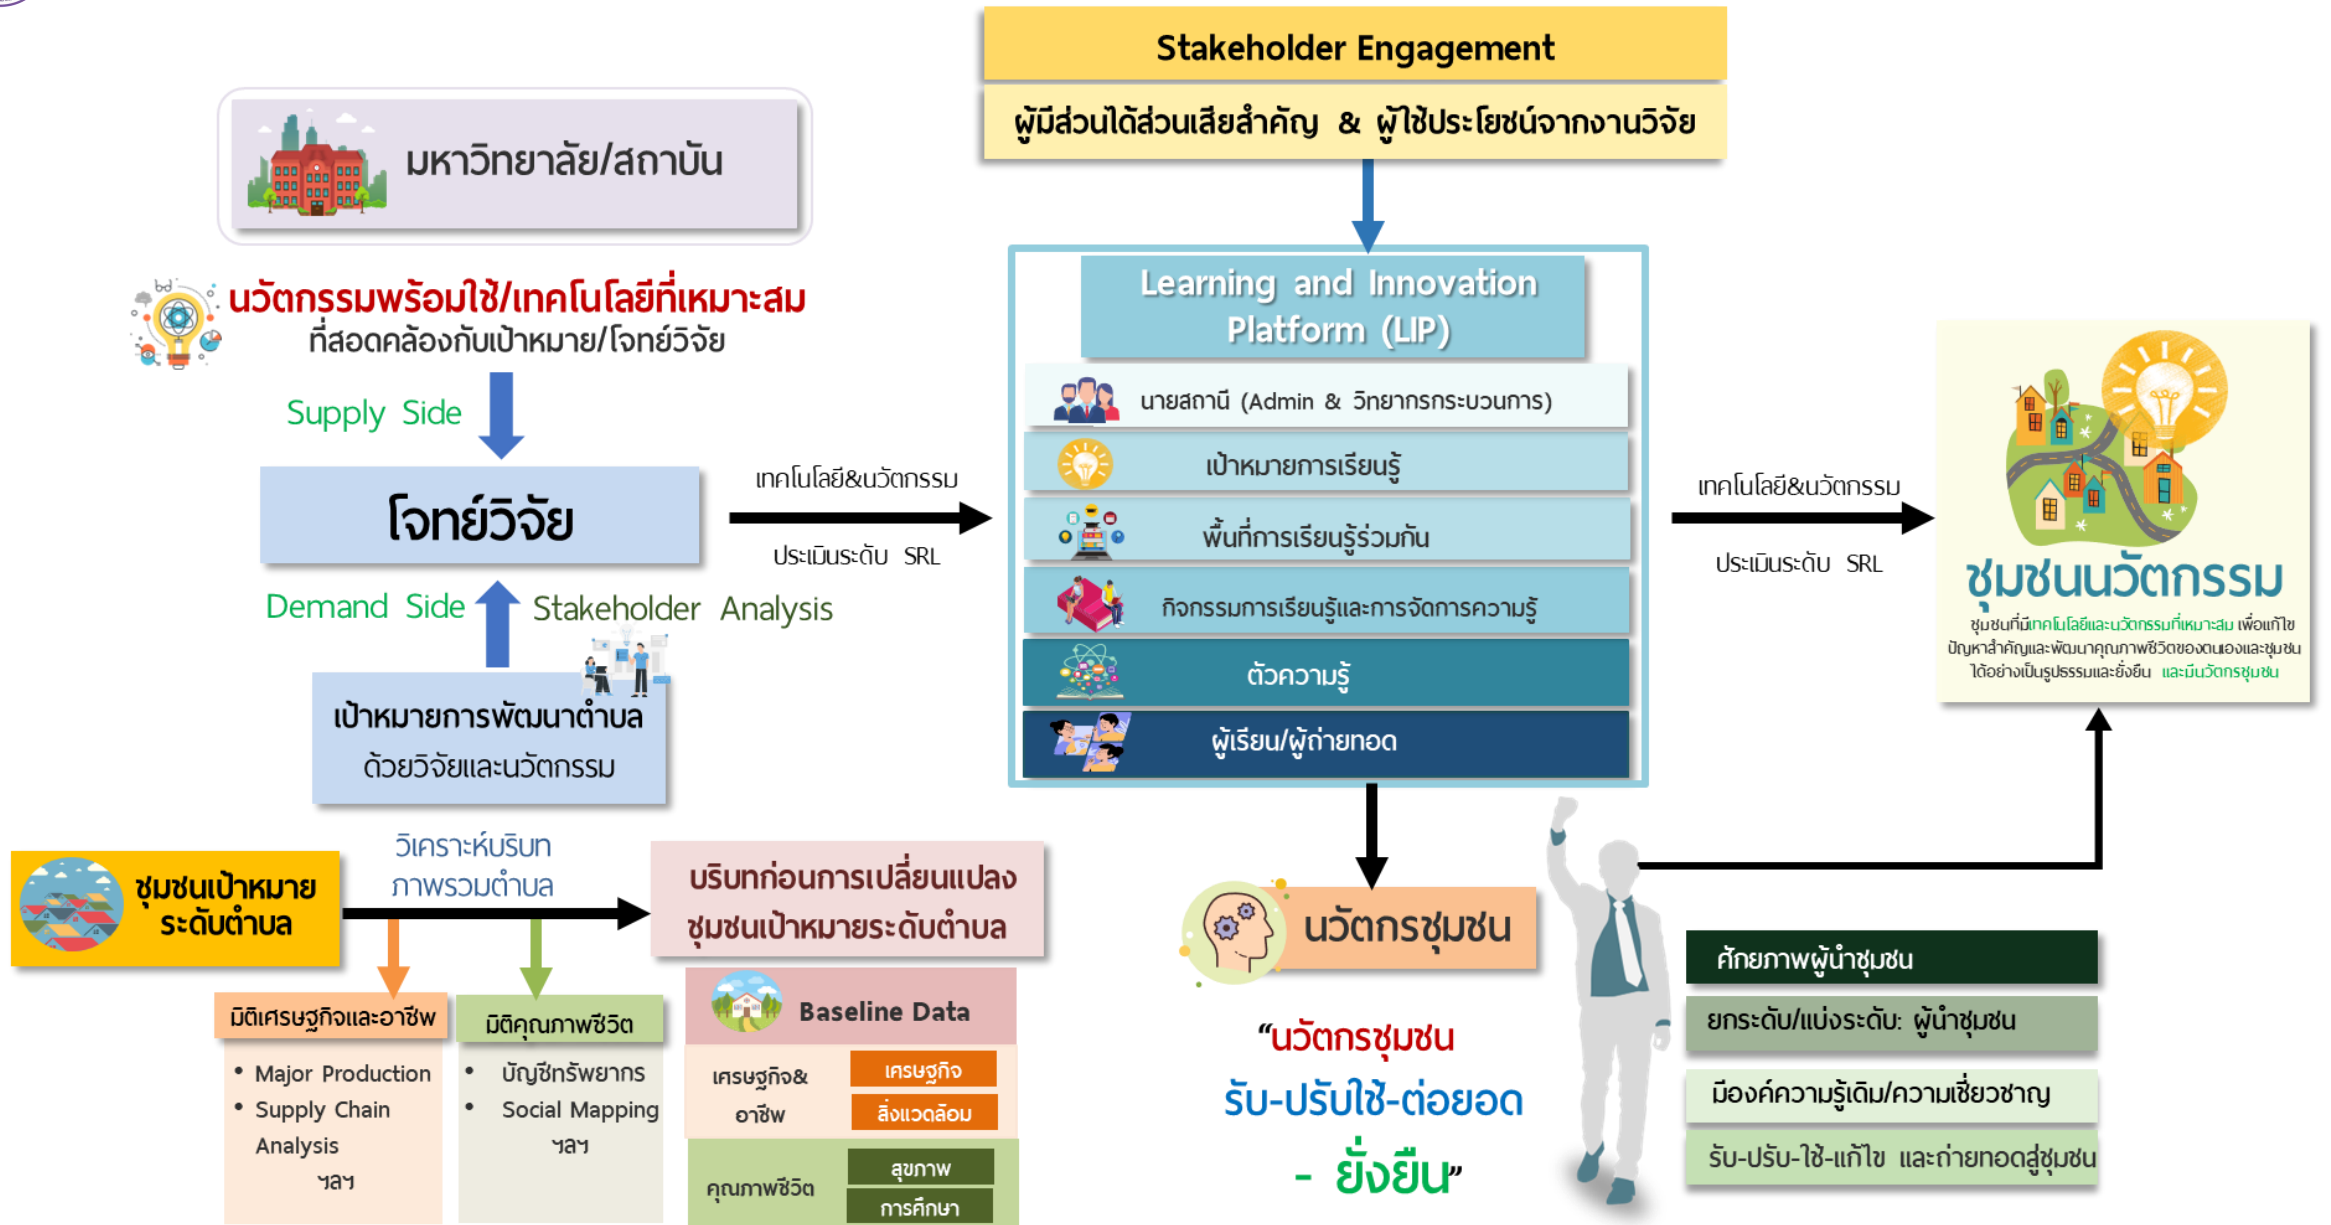 Stakeholder Engagement
ผู้มีส่วนได้ส่วนเสียสำคัญ & ผู้ใช้ประโยชน์จากงานวิจัย
มหาวิทยาลัย/สถาบัน
นวัตกรรมพร้อมใช้/เทคโนโลยีที่เหมาะสม
ที่สอดคล้องกับเป้าหมาย/โจทย์วิจัย
Supply Side
โจทย์วิจัย
Demand Side
Stakeholder Analysis
เป้าหมายการพัฒนาตำบล
ด้วยวิจัยและนวัตกรรม
เทคโนโลยี&นวัตกรรม
ประเมินระดับ SRL
Learning and Innovation
Platform (LIP)
นายสถานี (Admin & วิทยากรกระบวนการ)
เป้าหมายการเรียนรู้
พื้นที่การเรียนรู้ร่วมกัน
กิจกรรมการเรียนรู้และการจัดการความรู้
ตัวความรู้
ผู้เรียน/ผู้ถ่ายทอด
เทคโนโลยี&นวัตกรรม
ประเมินระดับ SRL
ชุมชนนวัตกรรม
ชุมชนที่มีเทคโนโลยีและนวัตกรรมที่เหมาะสม เพื่อแก้ไข
ปัญหาสำคัญและพัฒนาคุณภาพชีวิตของตนเองและชุมชน
ได้อย่างเป็นรูปธรรมและยั่งยืน และมีนวัตกรชุมชน
ชุมชนเป้าหมาย
ระดับตำบล
วิเคราะห์บริบท
ภาพรวมตำบล
บริบทก่อนการเปลี่ยนแปลง
ชุมชนเป้าหมายระดับตำบล
มิติเศรษฐกิจและอาชีพ
• Major Production
• Supply Chain
Analysis
ฯลฯ
มิติคุณภาพชีวิต
• บัญชีทรัพยากร
• Social Mapping
ฯลฯ
Baseline Data
เศรษฐกิจ&
อาชีพ
เศรษฐกิจ
สิ่งแวดล้อม
คุณภาพชีวิต
สุขภาพ
การศึกษา
นวัตกรชุมชน
“นวัตกรชุมชน
รับ-ปรับใช้-ต่อยอด
- ยั่งยืน”
ศักยภาพผู้นำชุมชน
ยกระดับ/แบ่งระดับ: ผู้นำชุมชน
มีองค์ความรู้เดิม/ความเชี่ยวชาญ
รับ-ปรับ-ใช้-แก้ไข และถ่ายทอดสู่ชุมชน